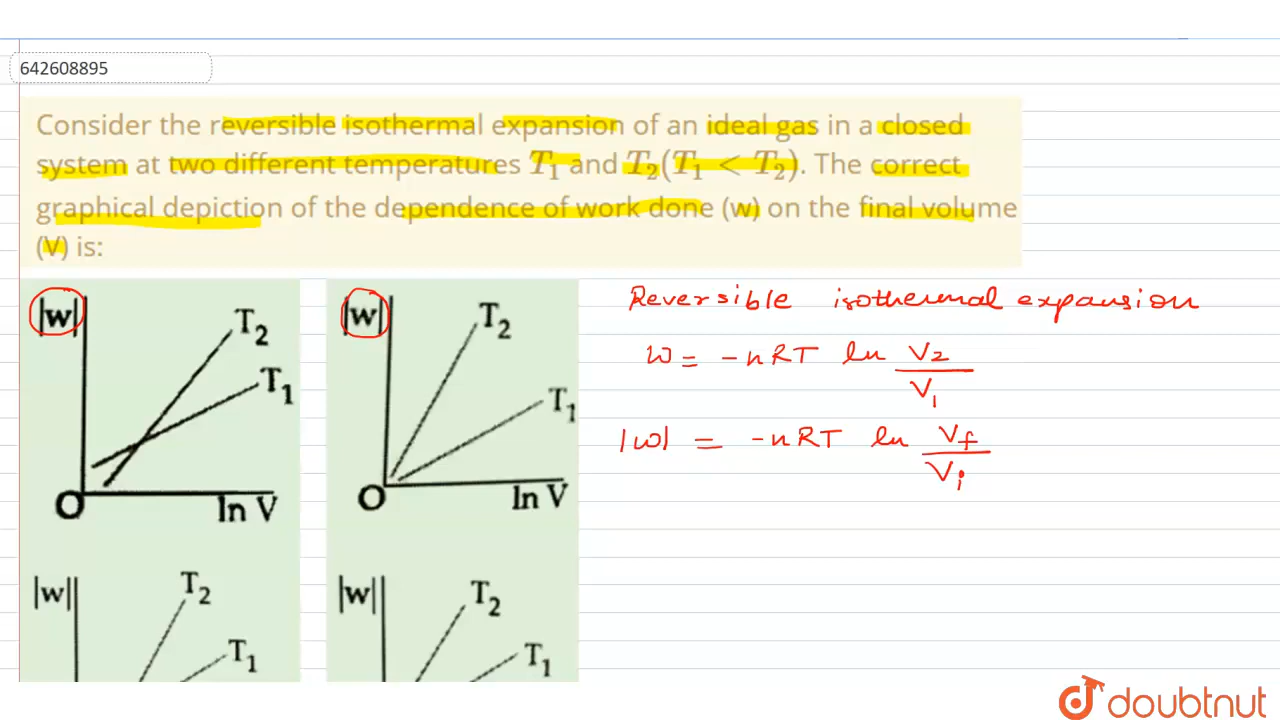 642608895
Consider the reversible isothermal expansion of an ideal gas in a closed
system at two different temperatures T₁ and T₂(T₁ < T₂). The correct
graphical depiction of the dependence of work done (w) on the final volume
(V) is:
|w|
T₂
T₁
O
ln V
|w|
T₂
T₁
O
ln V
|w|
T₂
T₁
|w|
T₂
T₁
Reversible isothermal expansion
W = -nRT ln V₂/V₁
|W| = -nRT ln Vf/Vi
doubtnut